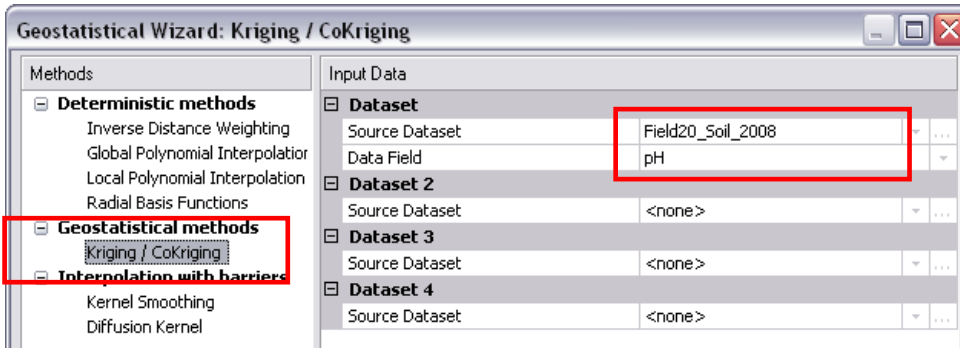 Geostatistical Wizard: Kriging / CoKriging
Methods
Deterministic methods
Inverse Distance Weighting
Global Polynomial Interpolation
Local Polynomial Interpolation
Radial Basis Functions
Geostatistical methods
Kriging / CoKriging
Interpolation with barriers
Kernel Smoothing
Diffusion Kernel
Input Data
Dataset
Source Dataset Field20_Soil_2008
Data Field pH
Dataset 2
Source Dataset <none>
Dataset 3
Source Dataset <none>
Dataset 4
Source Dataset <none>